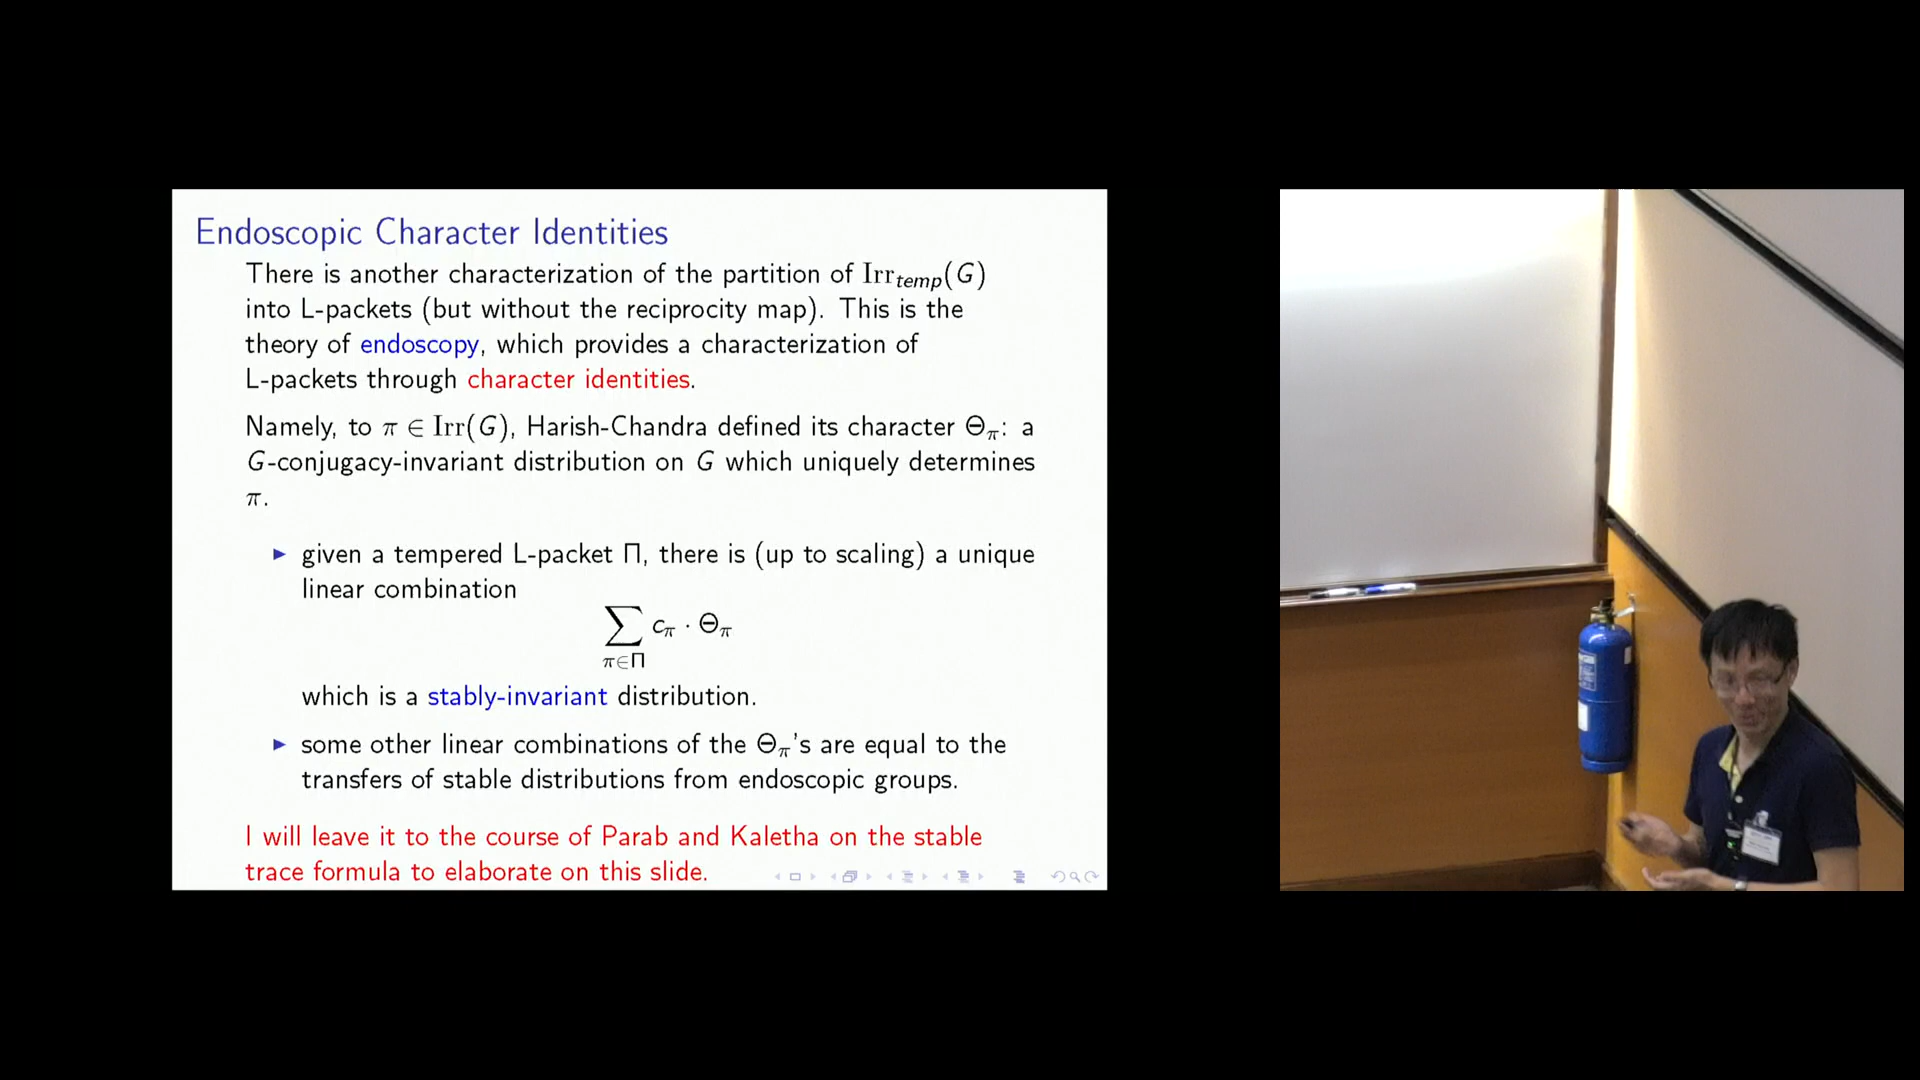 Endoscopic Character Identities
There is another characterization of the partition of Irr_temp(G)
into L-packets (but without the reciprocity map). This is the
theory of endoscopy, which provides a characterization of
L-packets through character identities.
Namely, to π ∈ Irr(G), Harish-Chandra defined its character Θ_π: a
G-conjugacy-invariant distribution on G which uniquely determines
π.
▶ given a tempered L-packet Π, there is (up to scaling) a unique
linear combination
∑_{π∈Π} c_π · Θ_π
which is a stably-invariant distribution.
▶ some other linear combinations of the Θ_π's are equal to the
transfers of stable distributions from endoscopic groups.
I will leave it to the course of Parab and Kaletha on the stable
trace formula to elaborate on this slide.